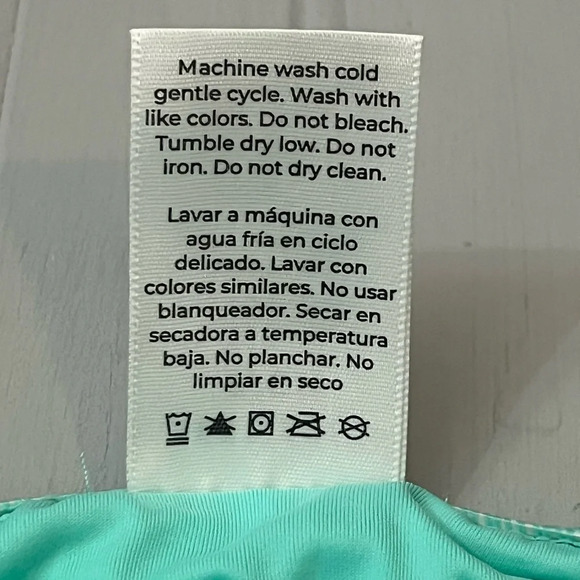 Machine wash cold
gentle cycle. Wash with
like colors. Do not bleach.
Tumble dry low. Do not
iron. Do not dry clean.
Lavar a máquina con
agua fría en ciclo
delicado. Lavar con
colores similares. No usar
blanqueador. Secar en
secadora a temperatura
baja. No planchar. No
limpiar en seco